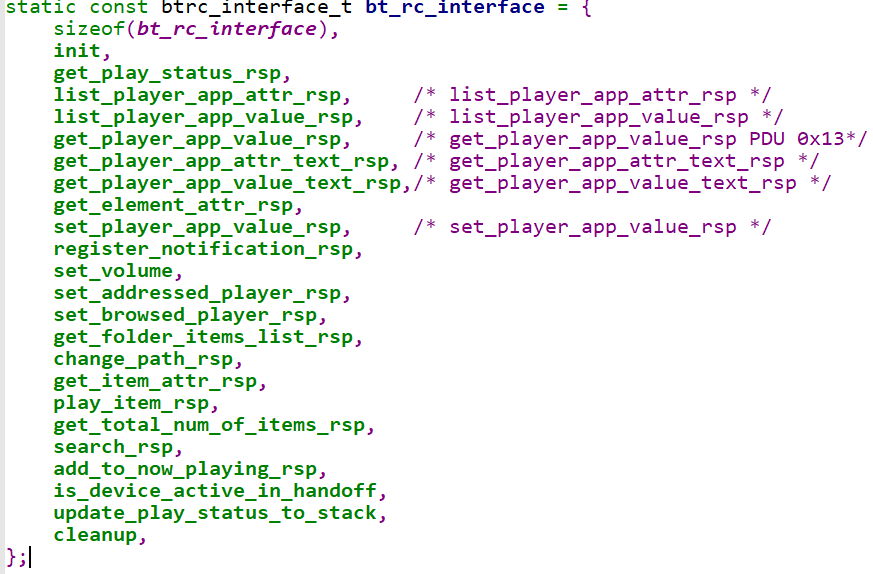 static const btrc_interface_t bt_rc_interface = {
    sizeof(bt_rc_interface),
    init,
    get_play_status_rsp,
    list_player_app_attr_rsp,     /* list_player_app_attr_rsp */
    list_player_app_value_rsp,    /* list_player_app_value_rsp */
    get_player_app_value_rsp,     /* get_player_app_value_rsp PDU 0x13*/
    get_player_app_attr_text_rsp, /* get_player_app_attr_text_rsp */
    get_player_app_value_text_rsp,/* get_player_app_value_text_rsp */
    get_element_attr_rsp,
    set_player_app_value_rsp,     /* set_player_app_value_rsp */
    register_notification_rsp,
    set_volume,
    set_addressed_player_rsp,
    set_browsed_player_rsp,
    get_folder_items_list_rsp,
    change_path_rsp,
    get_item_attr_rsp,
    play_item_rsp,
    get_total_num_of_items_rsp,
    search_rsp,
    add_to_now_playing_rsp,
    is_device_active_in_handoff,
    update_play_status_to_stack,
    cleanup,
};